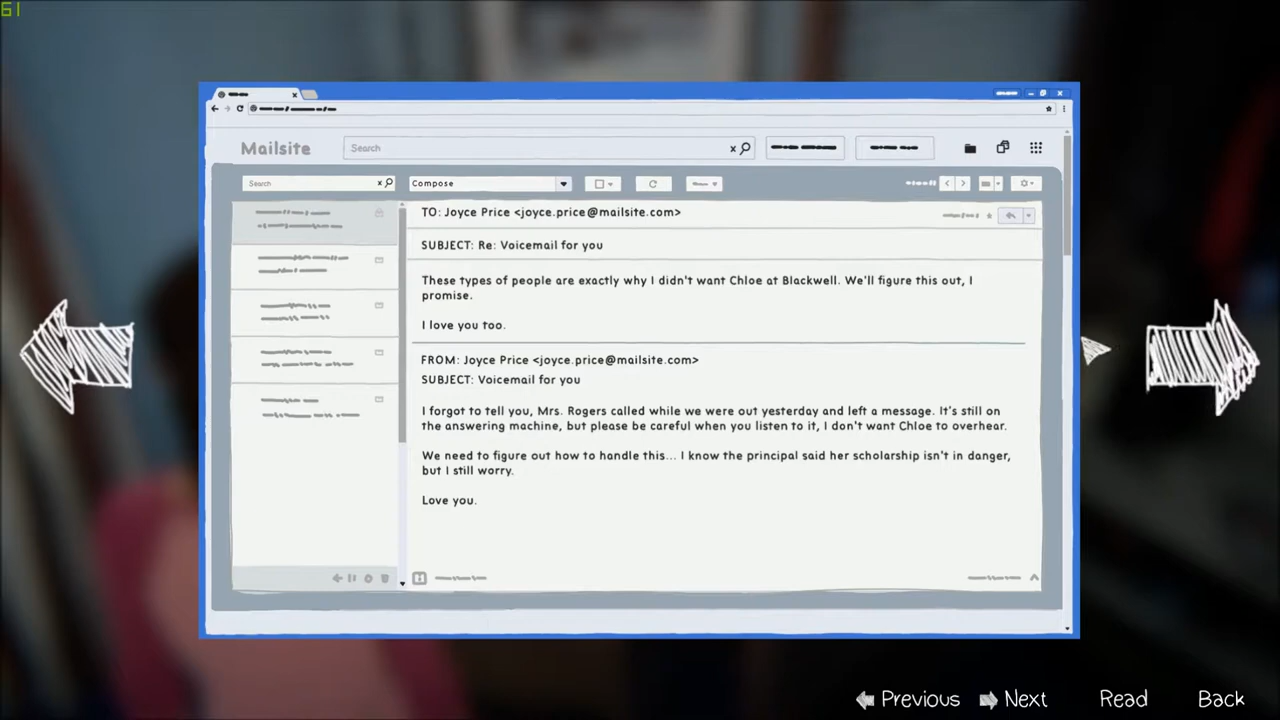 61
Mailsite
Search
Search
Compose
TO: Joyce Price <joyce.price@mailsite.com>
SUBJECT: Re: Voicemail for you
These types of people are exactly why I didn't want Chloe at Blackwell. We'll figure this out, I
promise.
I love you too.
FROM: Joyce Price <joyce.price@mailsite.com>
SUBJECT: Voicemail for you
I forgot to tell you, Mrs. Rogers called while we were out yesterday and left a message. It's still on
the answering machine, but please be careful when you listen to it, I don't want Chloe to overhear.
We need to figure out how to handle this... I know the principal said her scholarship isn't in danger,
but I still worry.
Love you.
Previous Next Read Back